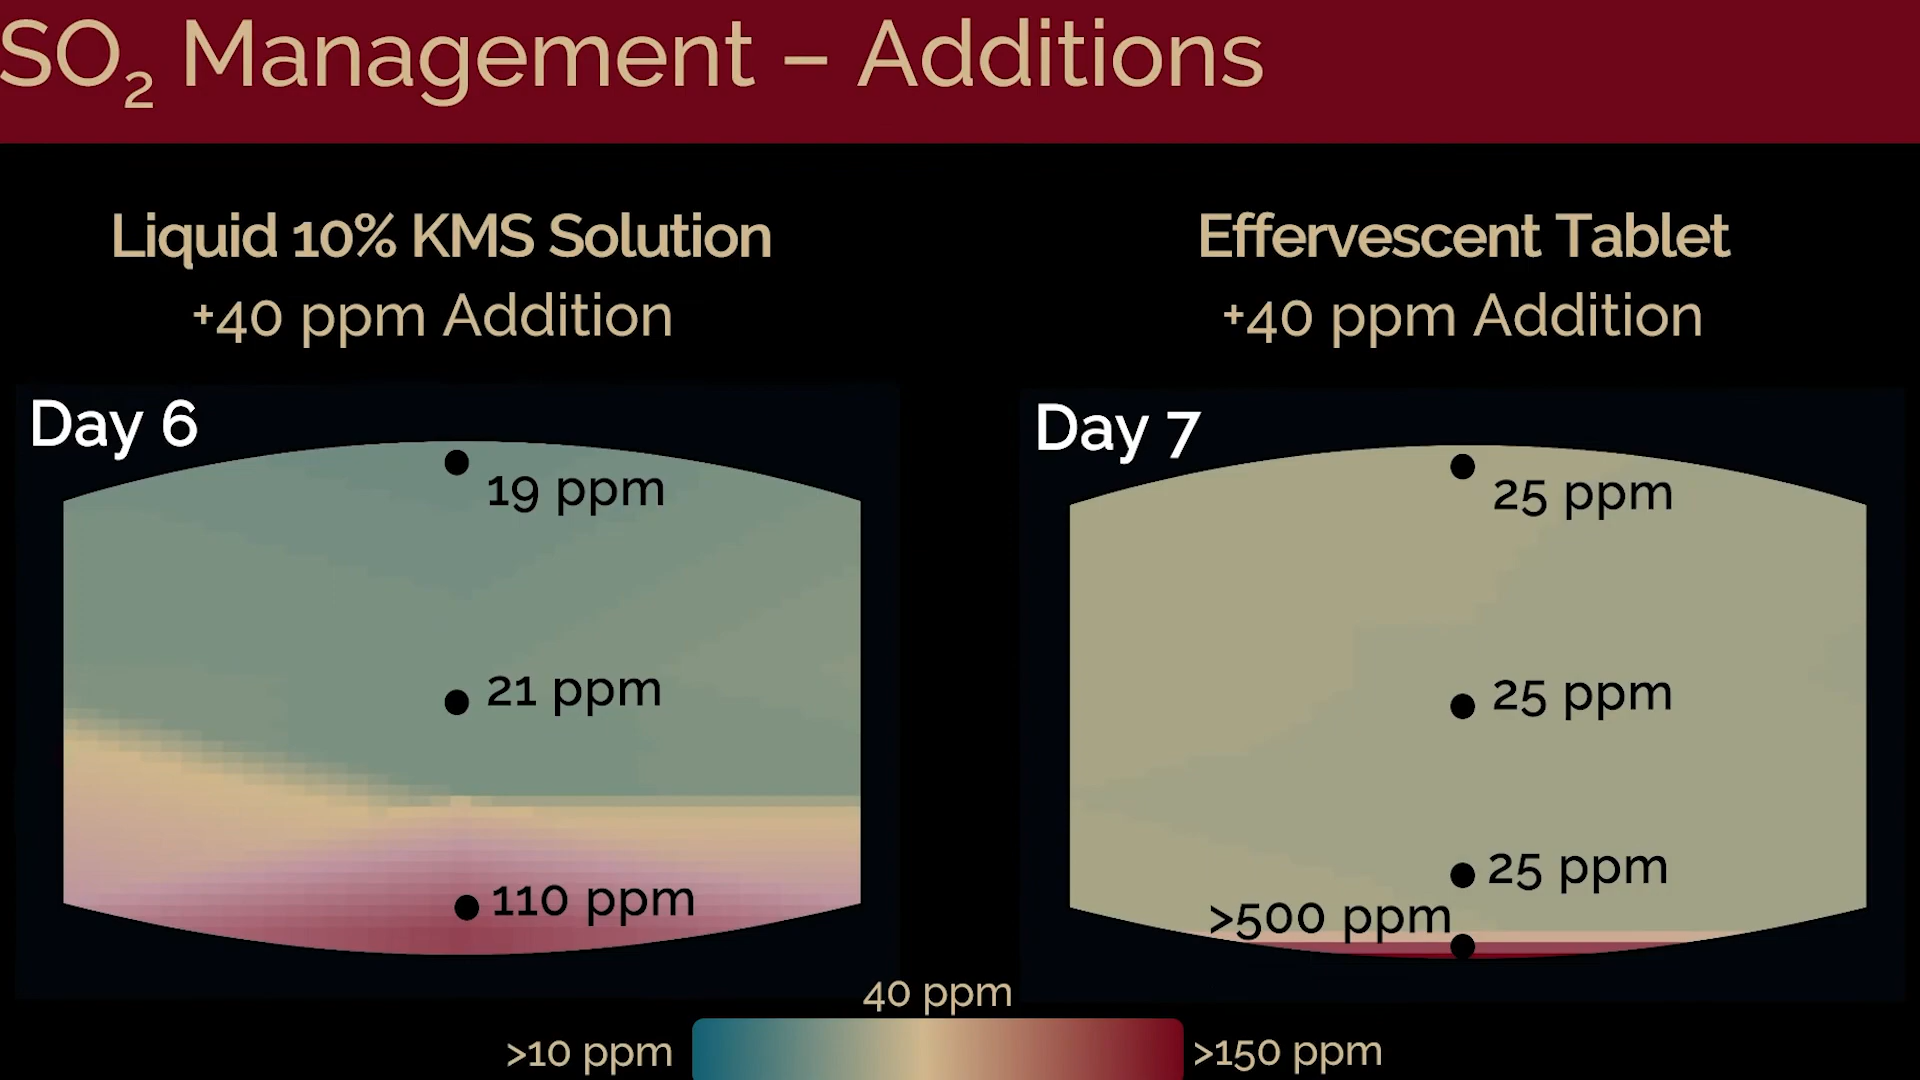 SO₂ Management – Additions
Liquid 10% KMS Solution
+40 ppm Addition
Day 6
19 ppm
21 ppm
110 ppm
Effervescent Tablet
+40 ppm Addition
Day 7
25 ppm
25 ppm
25 ppm
>500 ppm
40 ppm
>10 ppm
>150 ppm